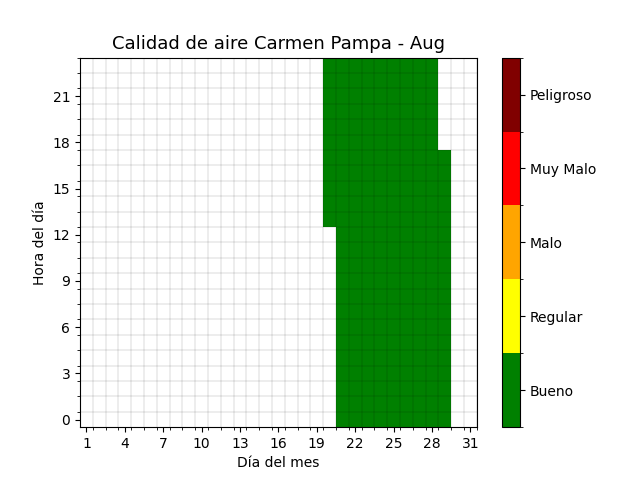 Calidad de aire Carmen Pampa - Aug
Peligroso
Muy Malo
Malo
Regular
Bueno
Hora del día
21
18
15
12
9
6
3
0
1 4 7 10 13 16 19 22 25 28 31
Día del mes